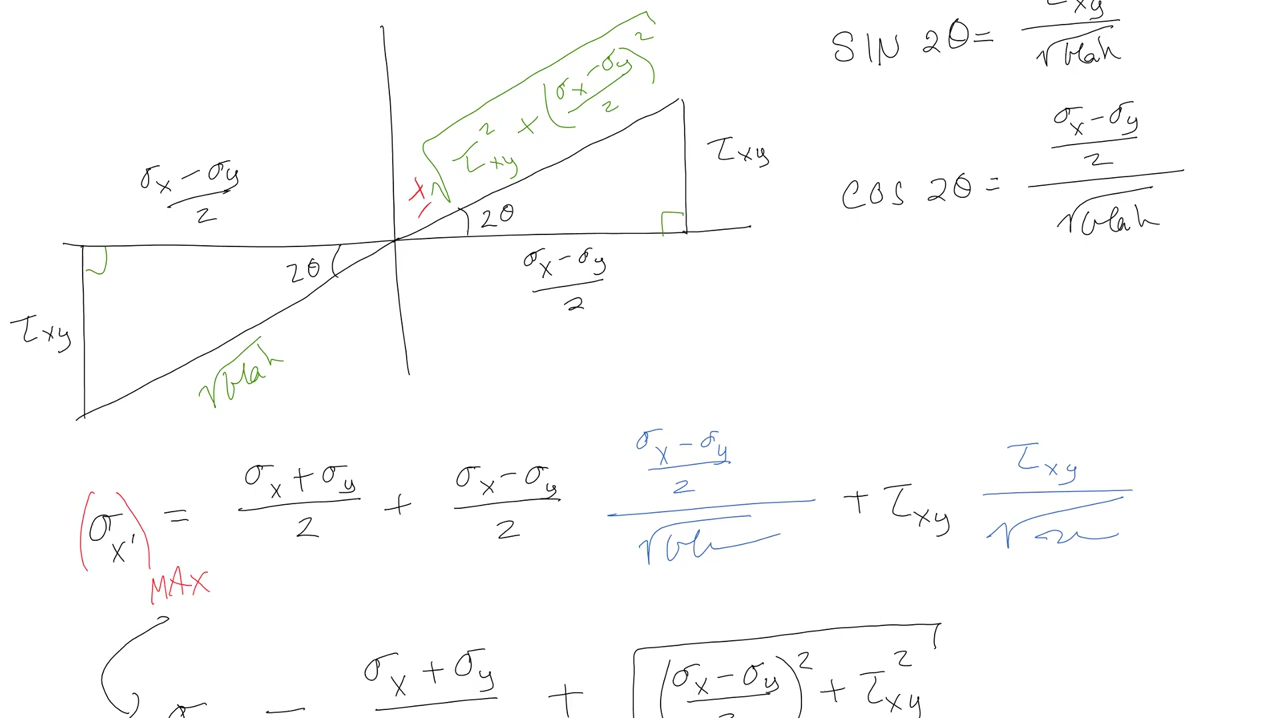 √(τxy² + ((σx − σy)/2)²)
±
(σx − σy)/2
τxy
2θ
2θ
(σx − σy)/2
τxy
√blah
SIN 2θ = τxy/√blah
COS 2θ = ((σx − σy)/2)/√blah
(σx')MAX = (σx + σy)/2 + (σx − σy)/2 ((σx − σy)/2)/√blah + τxy τxy/√
σx + σy + √((σx − σy)/2)² + τxy²